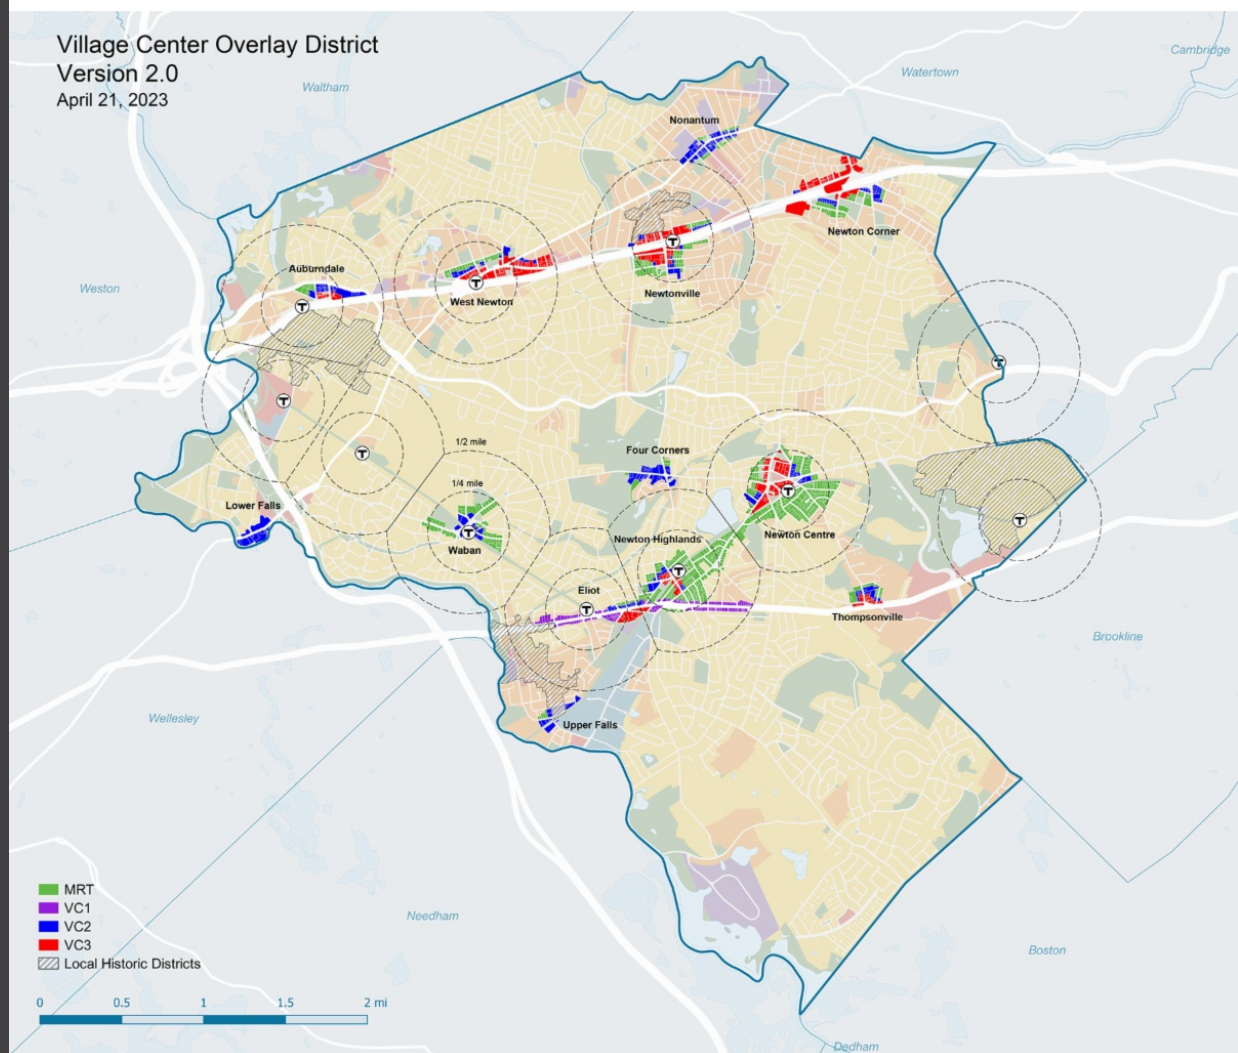 Village Center Overlay District
Version 2.0
April 21, 2023
Cambridge
Watertown
Waltham
Nonantum
Newton Corner
Auburndale
Weston
West Newton
Newtonville
T
T
T
T
T
1/2 mile
T
Four Corners
1/4 mile
T
Lower Falls
T
Newton Highlands
Newton Centre
T
Waban
T
Eliot
T
Thompsonville
Brookline
Wellesley
Upper Falls
MRT
VC1
VC2
VC3
Local Historic Districts
Needham
Boston
0 0.5 1 1.5 2 mi
Dedham